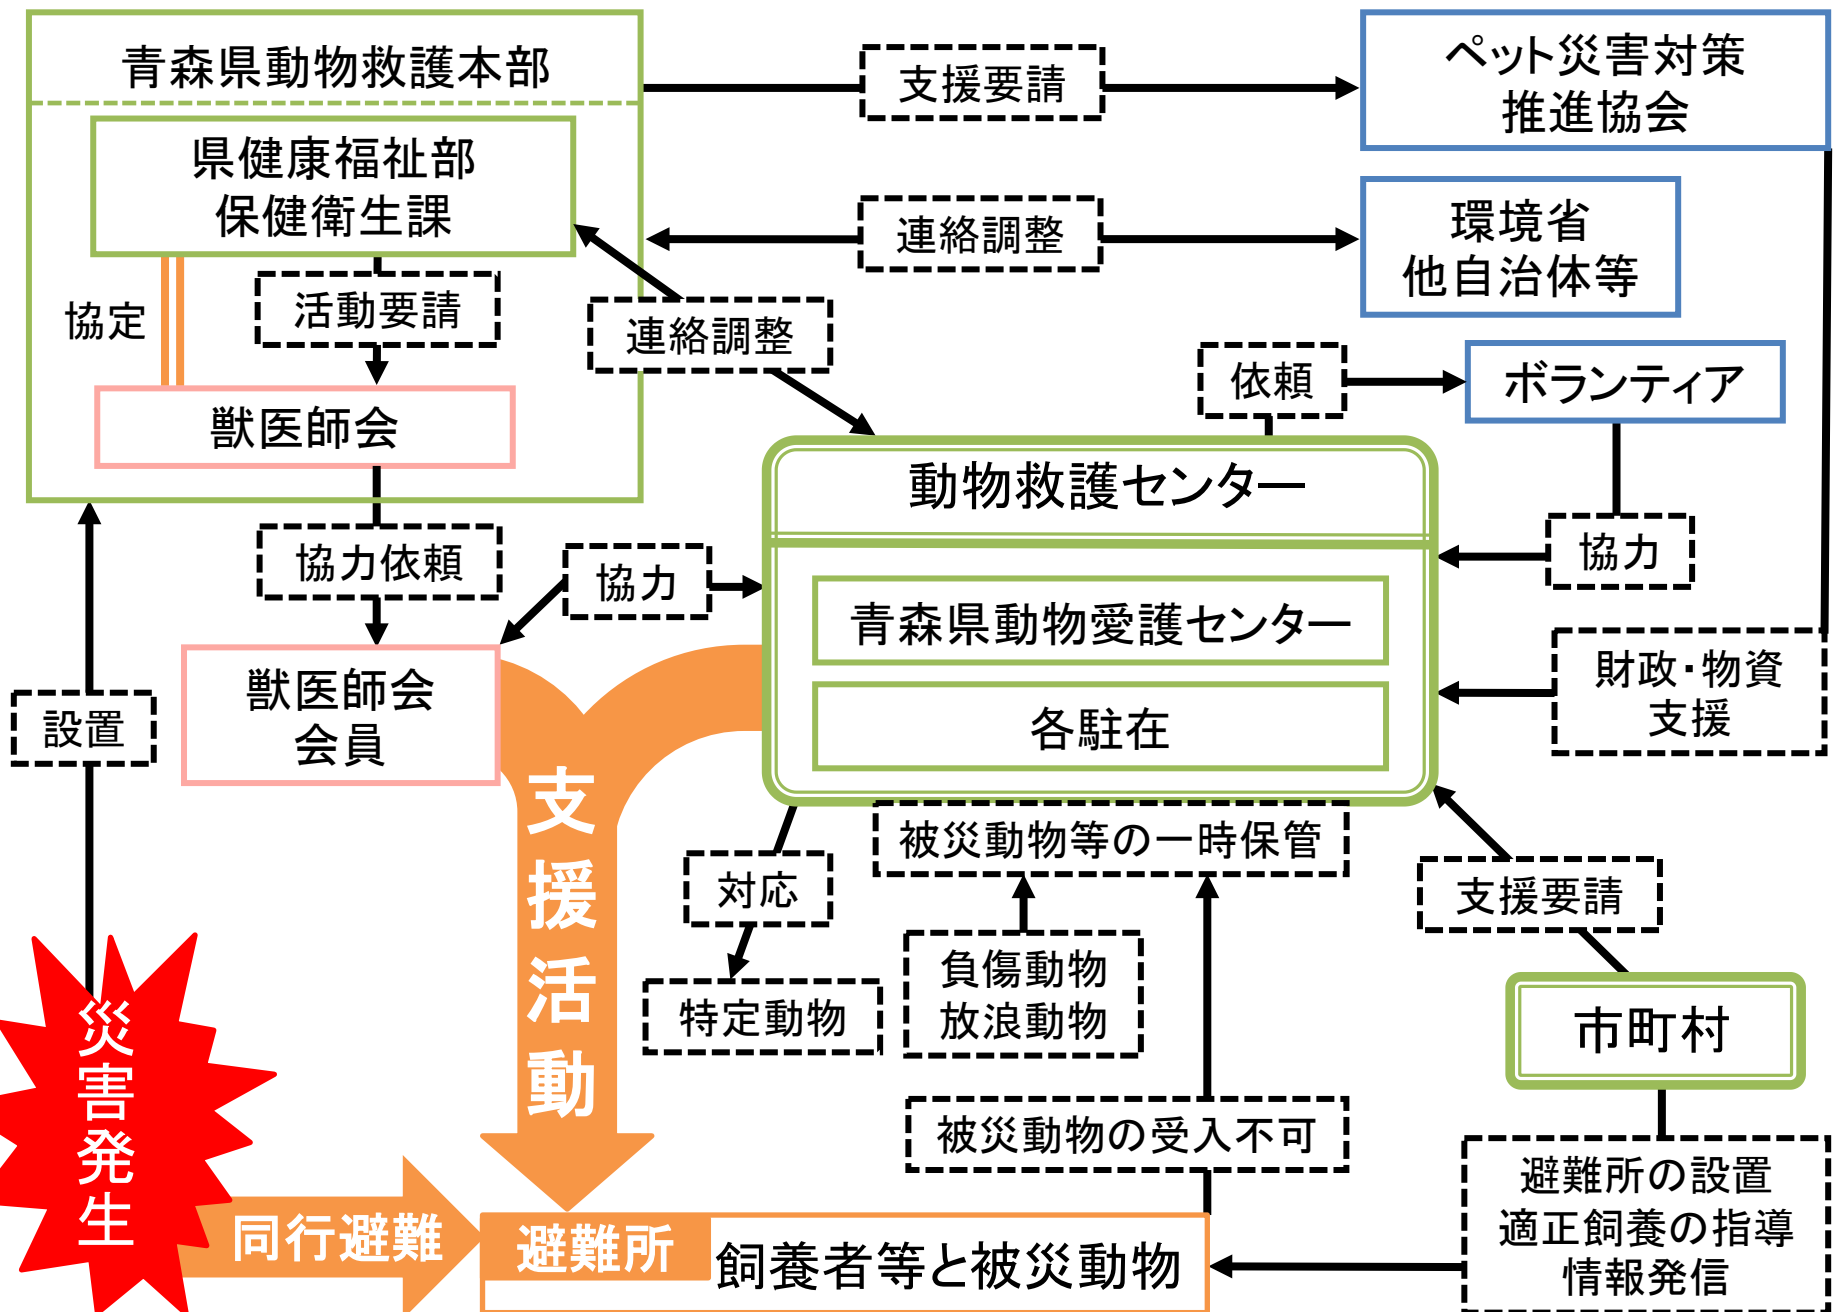 青森県動物救護本部
支援要請
ペット災害対策
推進協会
県健康福祉部
保健衛生課
連絡調整
環境省
他自治体等
協定
活動要請
連絡調整
依頼
ボランティア
獣医師会
動物救護センター
協力依頼
協力
協力
青森県動物愛護センター
獣医師会
会員
各駐在
財政・物資
支援
設置
支援活動
被災動物等の一時保管
対応
支援要請
負傷動物
放浪動物
特定動物
市町村
災害発生
被災動物の受入不可
避難所の設置
適正飼養の指導
情報発信
同行避難
避難所
飼養者等と被災動物